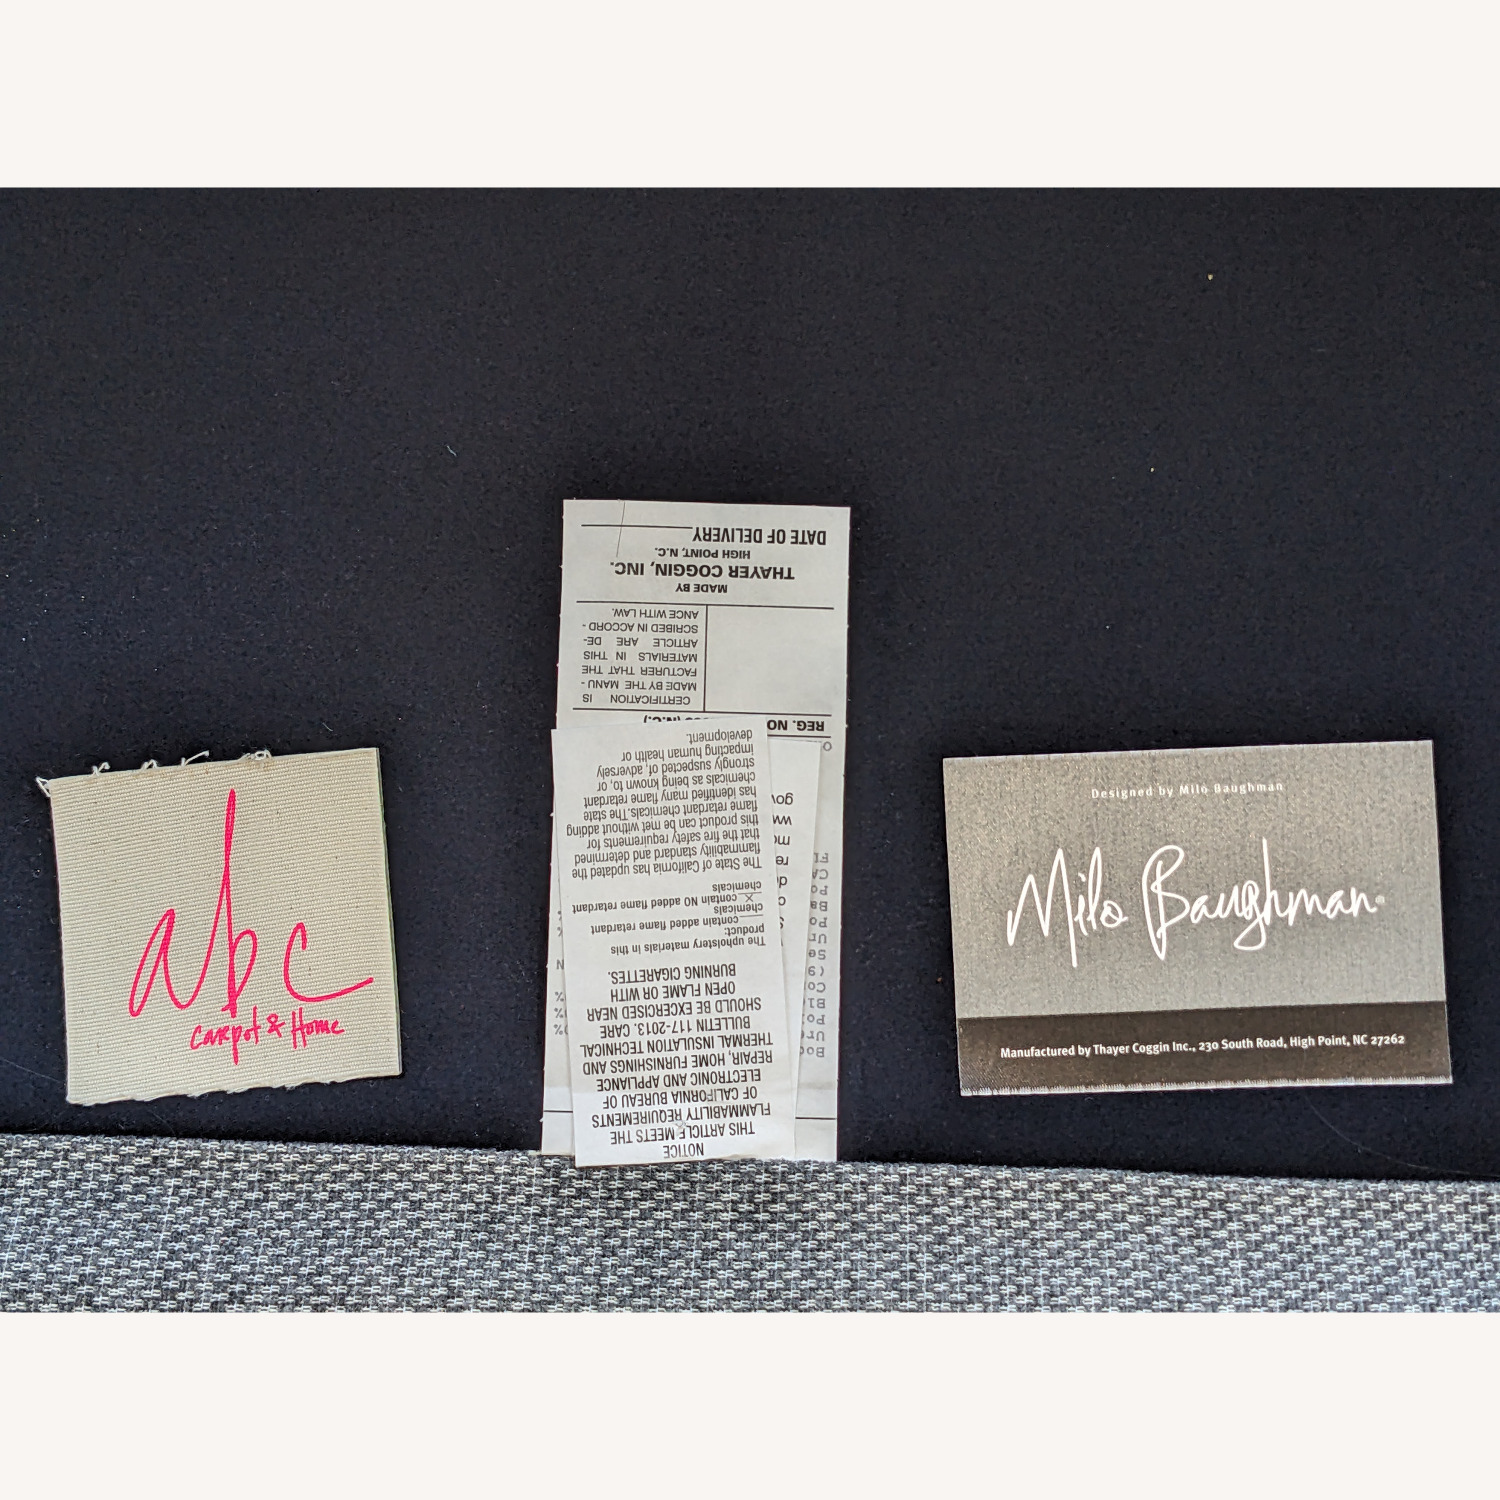 abc
carpet & Home
NOTICE
THIS ARTICLE MEETS THE
FLAMMABILITY REQUIREMENTS
OF CALIFORNIA BUREAU OF
ELECTRONIC AND APPLIANCE
REPAIR, HOME FURNISHINGS AND
THERMAL INSULATION TECHNICAL
BULLETIN 117-2013. CARE
SHOULD BE EXCERCISED NEAR
OPEN FLAME OR WITH
BURNING CIGARETTES.
The upholstery materials in this
product:
contain added flame retardant
chemicals
X contain NO added flame retardant
chemicals
The State of California has updated the
flammability standard and determined
that the fire safety requirements for
this product can be met without adding
flame retardant chemicals. The state
has identified many flame retardant
chemicals as being known to, or
strongly suspected of, adversely
impacting human health or
development.
REG. NO
(N.C.)
CERTIFICATION IS
MADE BY THE MANU-
FACTURER THAT THE
MATERIALS IN THIS
ARTICLE ARE DE-
SCRIBED IN ACCORD-
ANCE WITH LAW.
MADE BY
THAYER COGGIN, INC.
HIGH POINT, N.C.
DATE OF DELIVERY
Designed by Milo Baughman
Milo Baughman®
Manufactured by Thayer Coggin Inc., 230 South Road, High Point, NC 27262